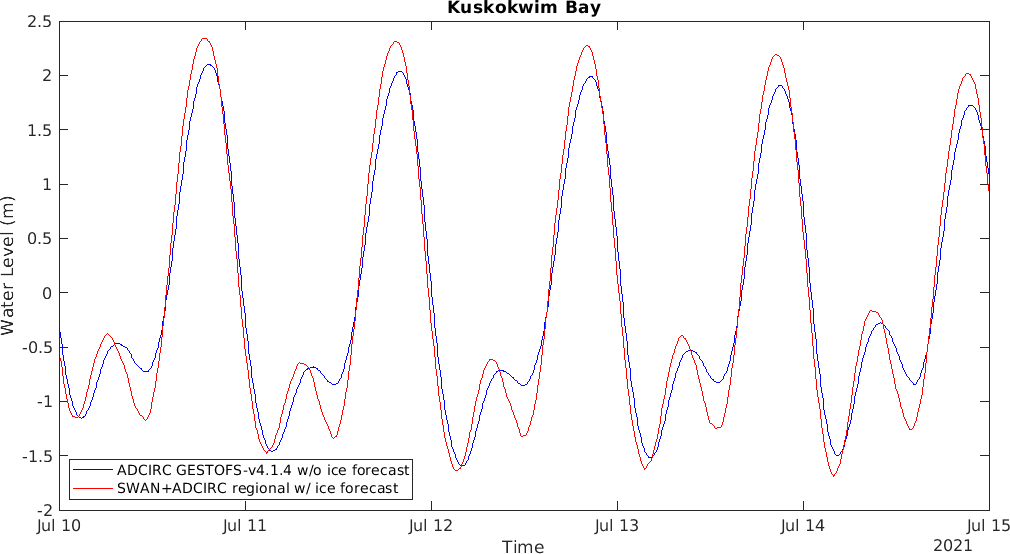 Kuskokwim Bay
Water Level (m)
2.5
2
1.5
1
0.5
0
-0.5
-1
-1.5
-2
ADCIRC GESTOFS-v4.1.4 w/o ice forecast
SWAN+ADCIRC regional w/ ice forecast
Jul 10 Jul 11 Jul 12 Jul 13 Jul 14 Jul 15
Time
2021